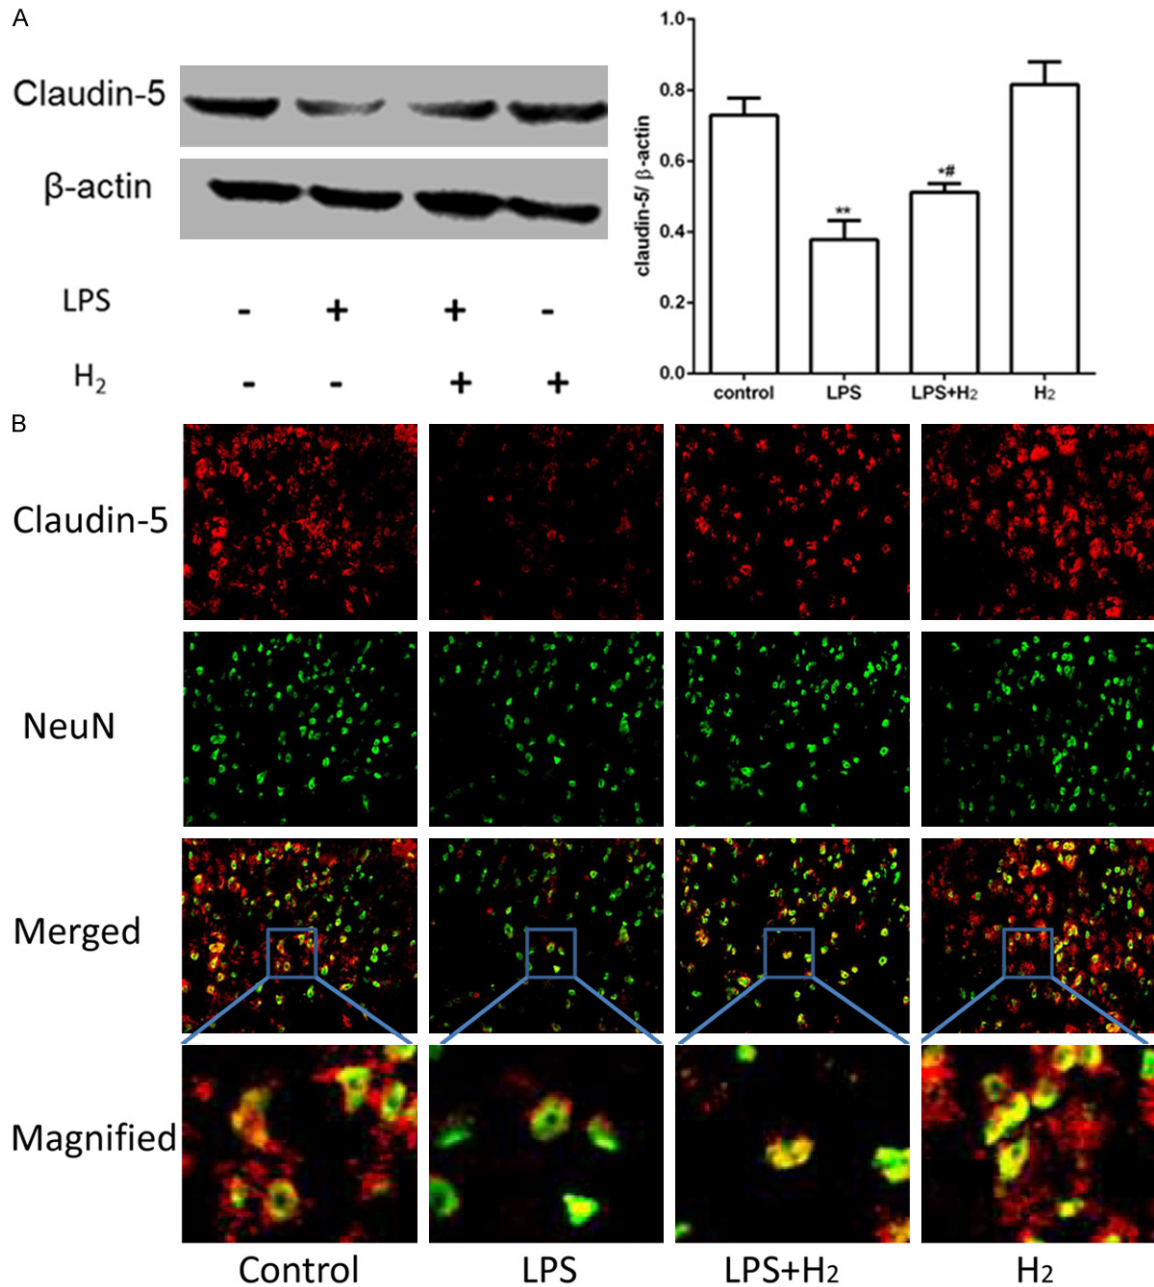 A
Claudin-5
β-actin
LPS - + + -
H₂ - - + +
claudin-5/ β-actin
1.0
0.8
0.6
0.4
0.2
0.0
**
*#
control LPS LPS+H₂ H₂
B
Claudin-5
NeuN
Merged
Magnified
Control LPS LPS+H₂ H₂